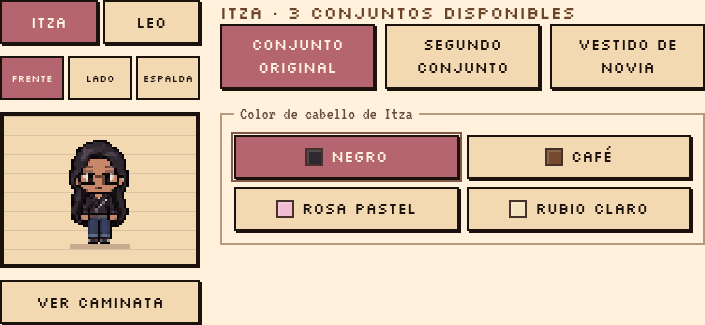 ITZA
LEO
FRENTE
LADO
ESPALDA
VER CAMINATA
ITZA · 3 CONJUNTOS DISPONIBLES
CONJUNTO
ORIGINAL
SEGUNDO
CONJUNTO
VESTIDO DE
NOVIA
Color de cabello de Itza
NEGRO
CAFÉ
ROSA PASTEL
RUBIO CLARO